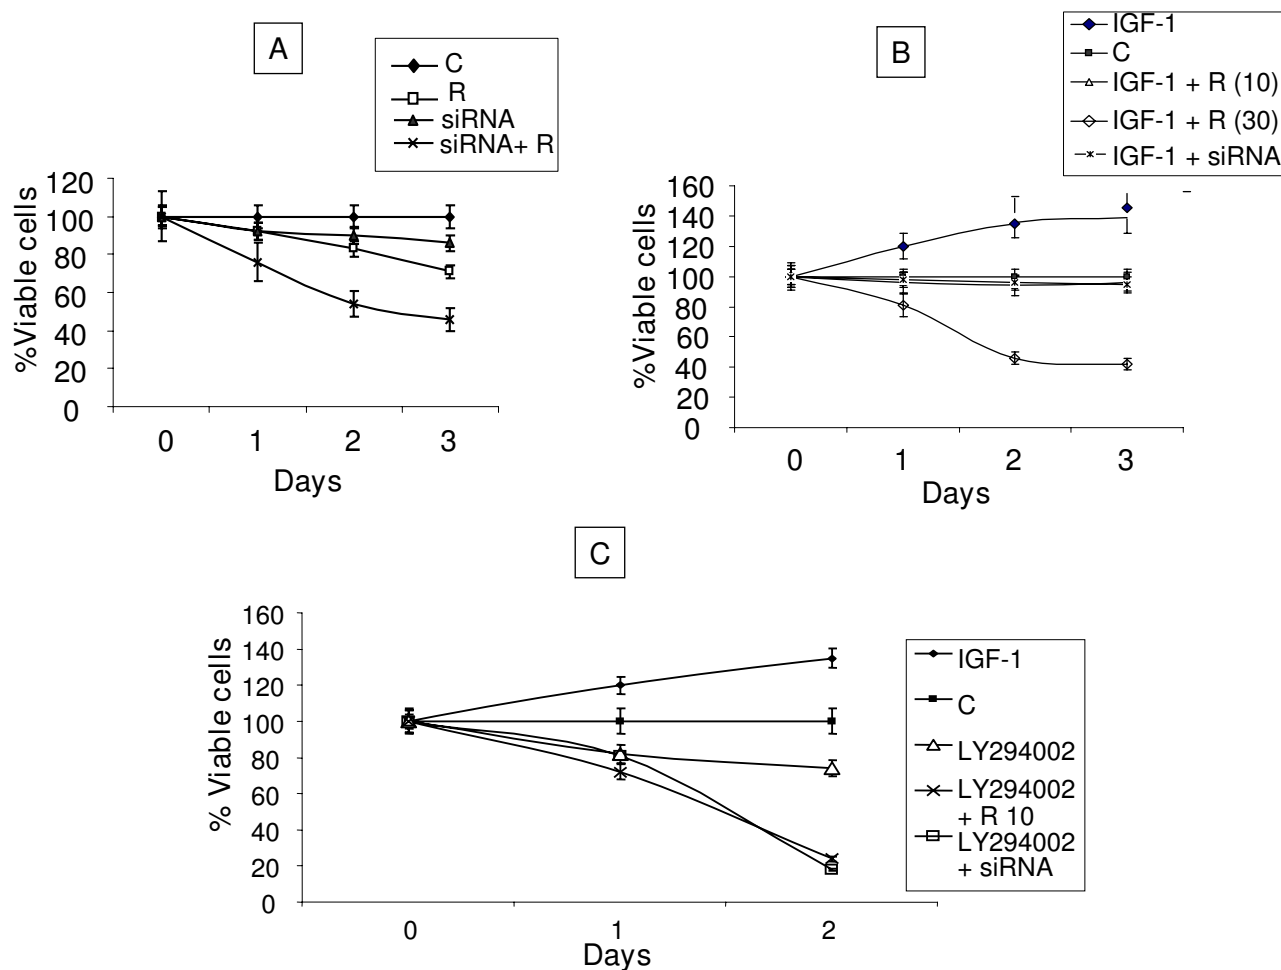 A
C
R
siRNA
siRNA+ R
120
100
80
60
40
20
0
%Viable cells
0 1 2 3
Days
B
IGF-1
C
IGF-1 + R (10)
IGF-1 + R (30)
IGF-1 + siRNA
160
140
120
100
80
60
40
20
0
%Viable cells
0 1 2 3
Days
C
160
140
120
100
80
60
40
20
0
% Viable cells
0 1 2
Days
IGF-1
C
LY294002
LY294002
+ R 10
LY294002
+ siRNA